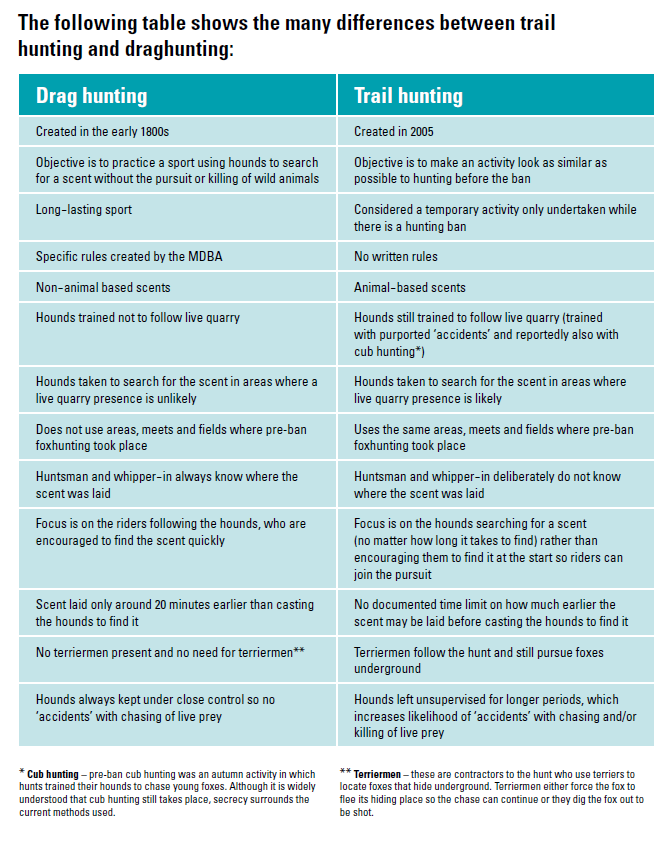 The following table shows the many differences between trail
hunting and draghunting:
Drag hunting
Trail hunting
Created in the early 1800s
Created in 2005
Objective is to practice a sport using hounds to search
for a scent without the pursuit or killing of wild animals
Objective is to make an activity look as similar as
possible to hunting before the ban
Long-lasting sport
Considered a temporary activity only undertaken while
there is a hunting ban
Specific rules created by the MDBA
No written rules
Non-animal based scents
Animal-based scents
Hounds trained not to follow live quarry
Hounds still trained to follow live quarry (trained
with purported ‘accidents’ and reportedly also with
cub hunting*)
Hounds taken to search for the scent in areas where a
live quarry presence is unlikely
Hounds taken to search for the scent in areas where
live quarry presence is likely
Does not use areas, meets and fields where pre-ban
foxhunting took place
Uses the same areas, meets and fields where pre-ban
foxhunting took place
Huntsman and whipper-in always know where the
scent was laid
Huntsman and whipper-in deliberately do not know
where the scent was laid
Focus is on the riders following the hounds, who are
encouraged to find the scent quickly
Focus is on the hounds searching for a scent
(no matter how long it takes to find) rather than
encouraging them to find it at the start so riders can
join the pursuit
Scent laid only around 20 minutes earlier than casting
the hounds to find it
No documented time limit on how much earlier the
scent may be laid before casting the hounds to find it
No terriermen present and no need for terriermen**
Terriermen follow the hunt and still pursue foxes
underground
Hounds always kept under close control so no
‘accidents’ with chasing of live prey
Hounds left unsupervised for longer periods, which
increases likelihood of ‘accidents’ with chasing and/or
killing of live prey
* Cub hunting – pre-ban cub hunting was an autumn activity in which
hunts trained their hounds to chase young foxes. Although it is widely
understood that cub hunting still takes place, secrecy surrounds the
current methods used.
** Terriermen – these are contractors to the hunt who use terriers to
locate foxes that hide underground. Terriermen either force the fox to
flee its hiding place so the chase can continue or they dig the fox out to
be shot.